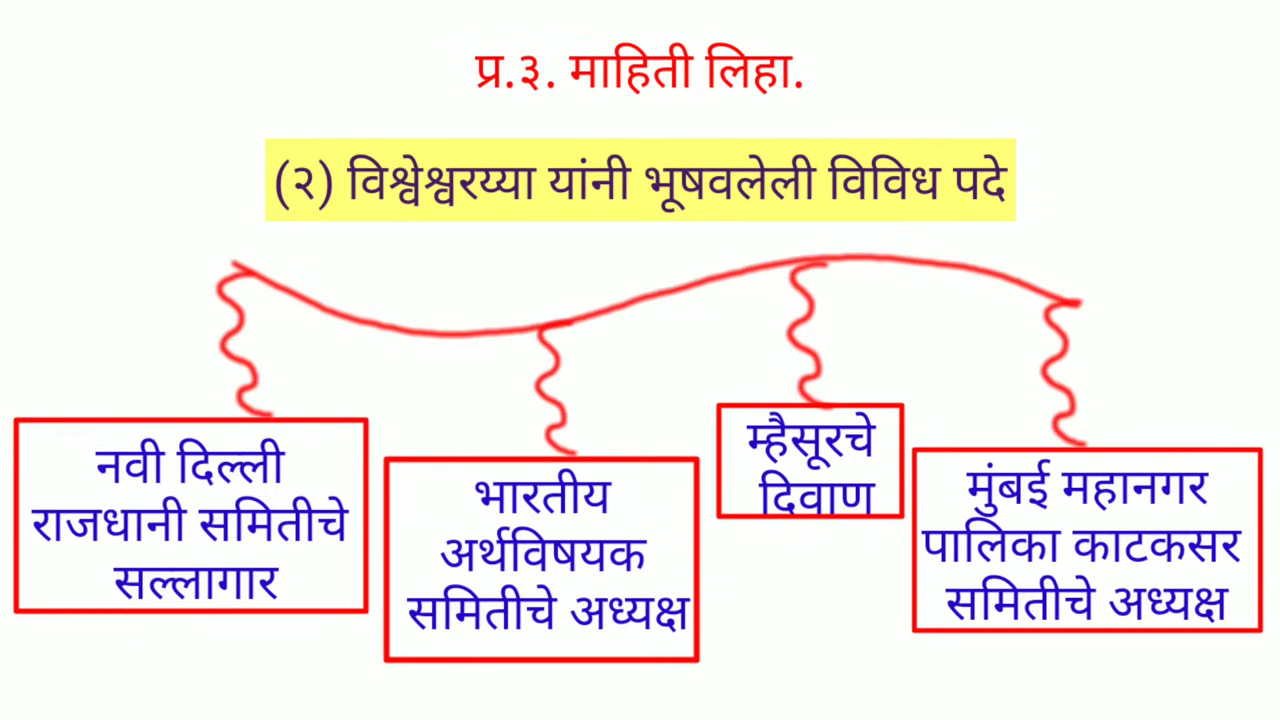 प्र.३. माहिती लिहा.
(२) विश्वेश्वरय्या यांनी भूषवलेली विविध पदे
नवी दिल्ली
राजधानी समितीचे
सल्लागार
भारतीय
अर्थविषयक
समितीचे अध्यक्ष
म्हैसूरचे
दिवाण
मुंबई महानगर
पालिका काटकसर
समितीचे अध्यक्ष